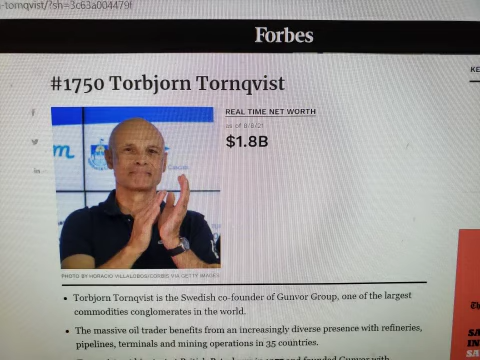 -tornqvist/?sh=3c63a004479f
Forbes
#1750 Torbjorn Tornqvist
REAL TIME NET WORTH
as of 8/8/21
$1.8B
PHOTO BY HORACIO VILLALOBOS/CORBIS VIA GETTY IMAGES
Torbjorn Tornqvist is the Swedish co-founder of Gunvor Group, one of the largest
commodities conglomerates in the world.
The massive oil trader benefits from an increasingly diverse presence with refineries,
pipelines, terminals and mining operations in 35 countries.